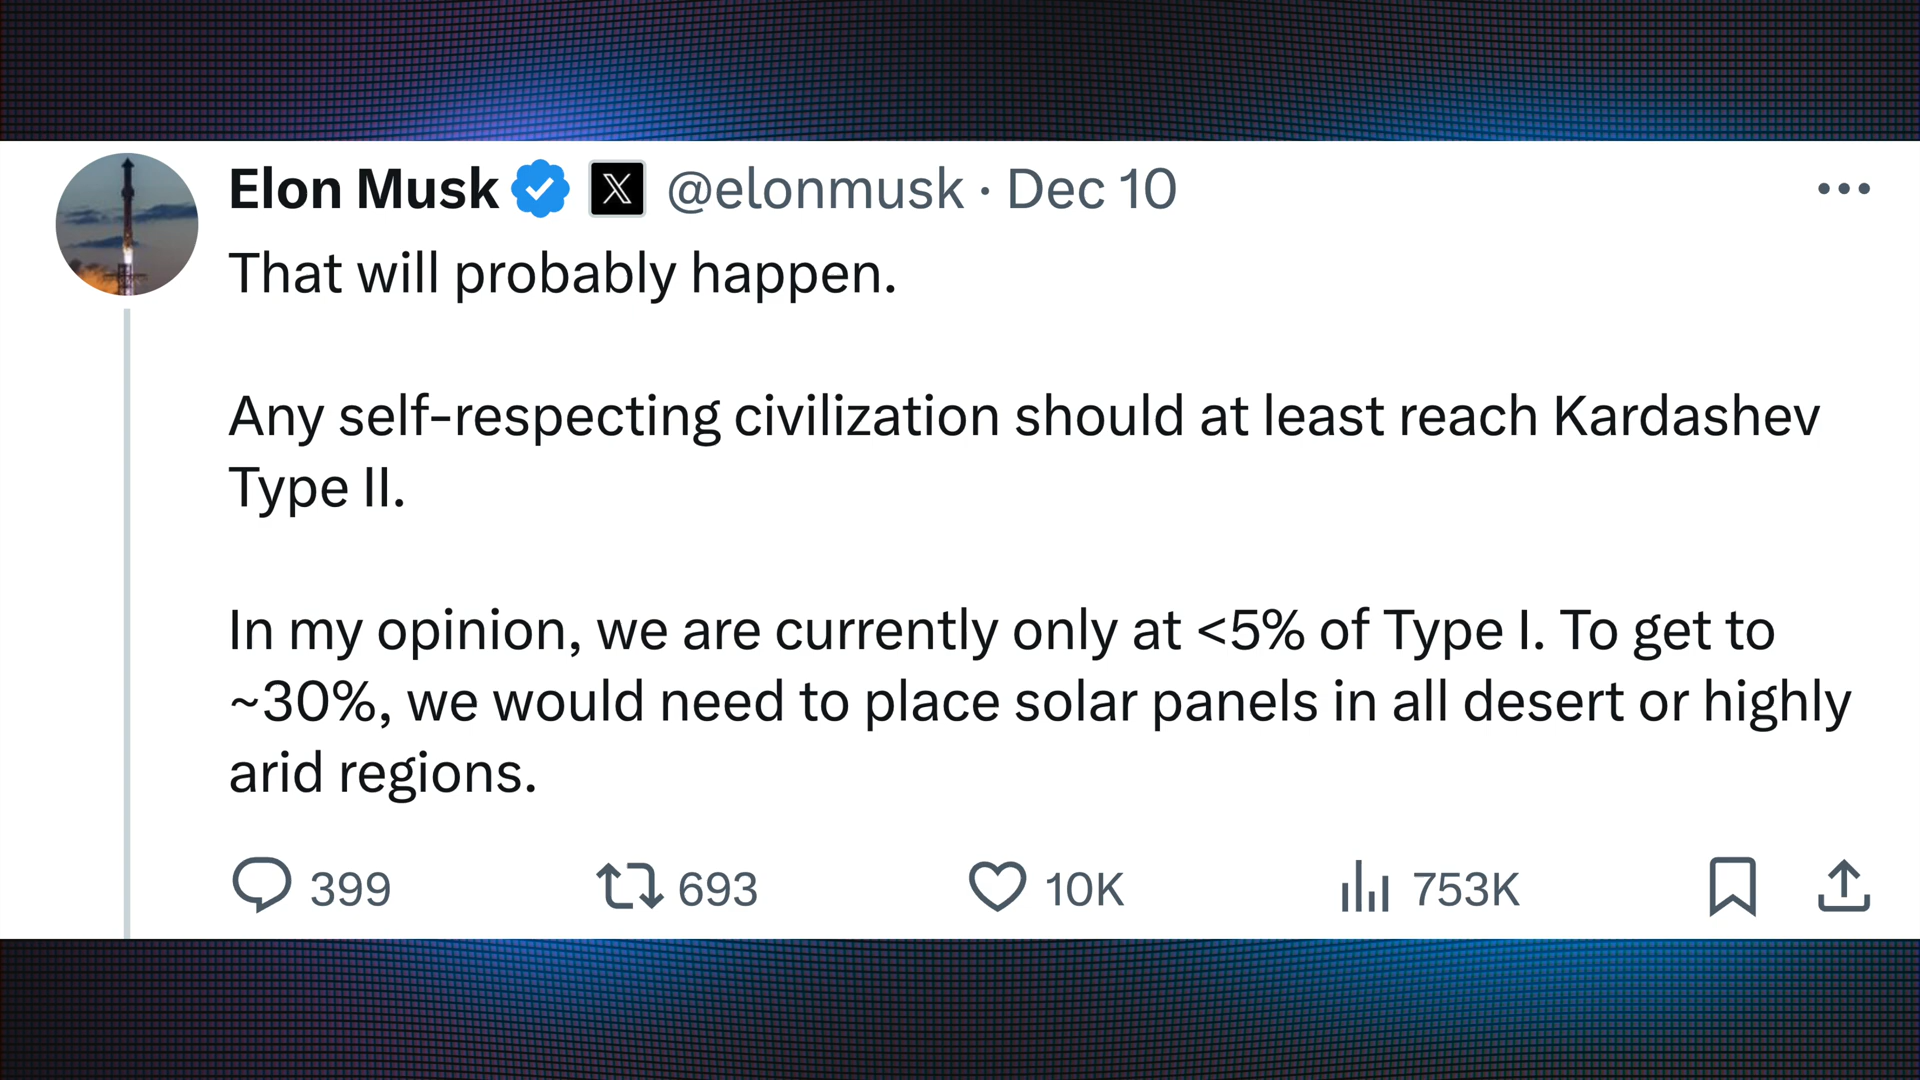 Elon Musk X @elonmusk · Dec 10
That will probably happen.
Any self-respecting civilization should at least reach Kardashev
Type II.
In my opinion, we are currently only at <5% of Type I. To get to
~30%, we would need to place solar panels in all desert or highly
arid regions.
399 693 10K 753K